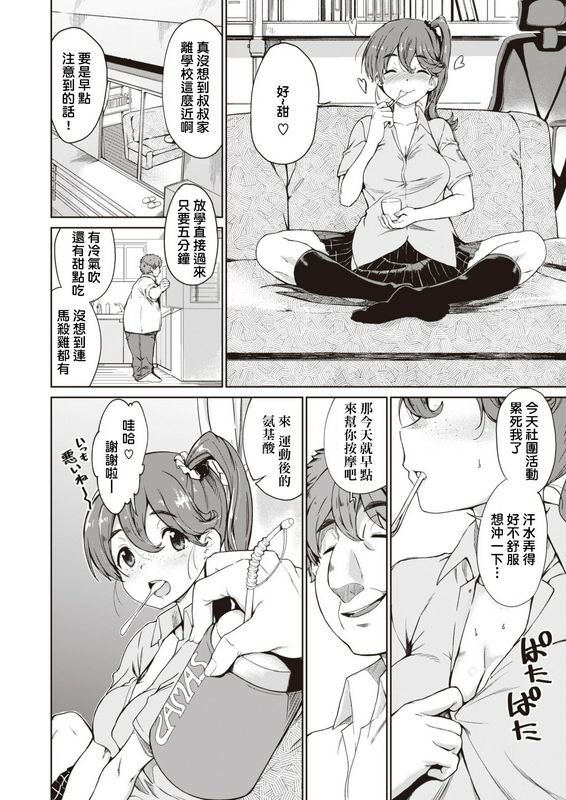 好~甜♡
真沒想到叔叔家
離學校這麼近啊
要是早點
注意到的話！
放學直接過來
只要五分鐘
有冷氣吹
還有甜點吃
沒想到連
馬殺雞都有
今天社團活動
累死我了
汗水弄得
好不舒服
想沖一下…
ぱたぱた
那今天就早點
來幫你按摩吧
來 運動後的
氨基酸
哇哈♡
謝謝啦—
いつも
悪いね〜
CAMAS